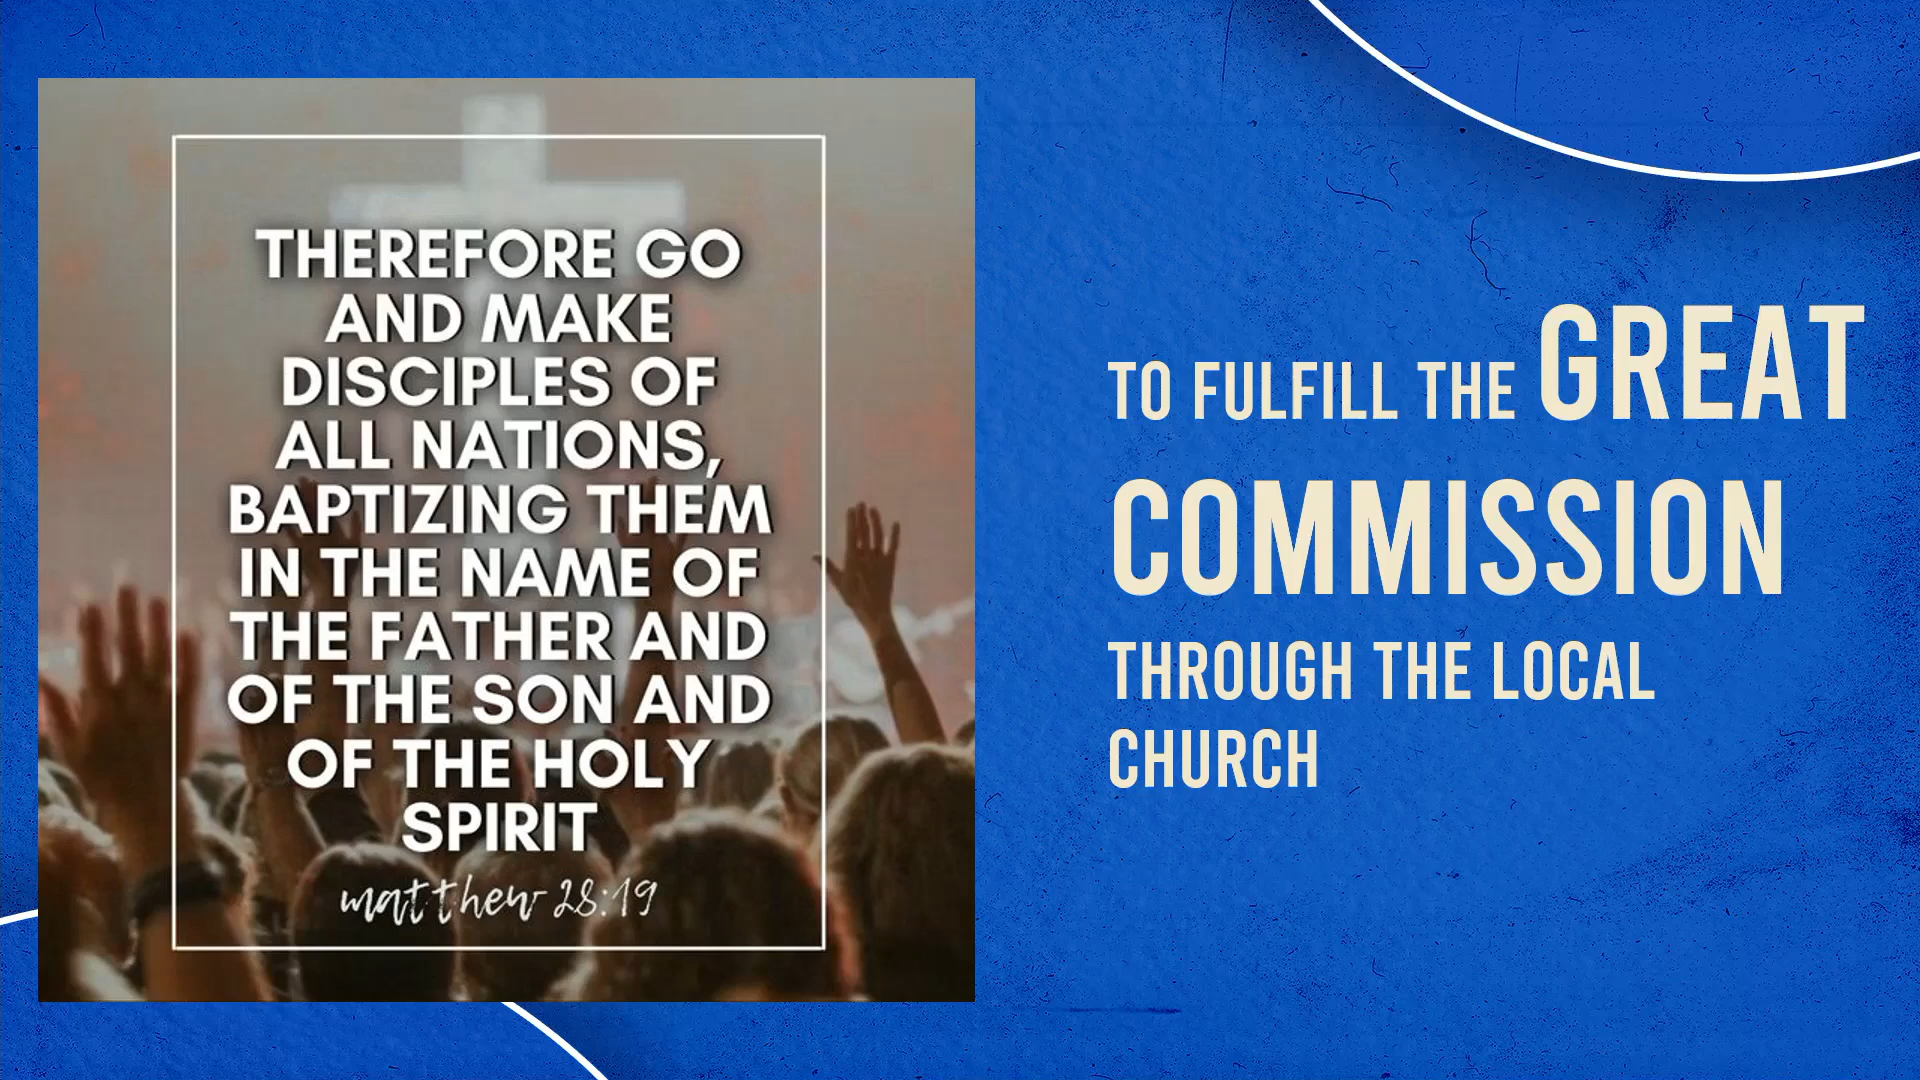 THEREFORE GO
AND MAKE
DISCIPLES OF
ALL NATIONS,
BAPTIZING THEM
IN THE NAME OF
THE FATHER AND
OF THE SON AND
OF THE HOLY
SPIRIT
matthew 28:19
TO FULFILL THE GREAT
COMMISSION
THROUGH THE LOCAL
CHURCH